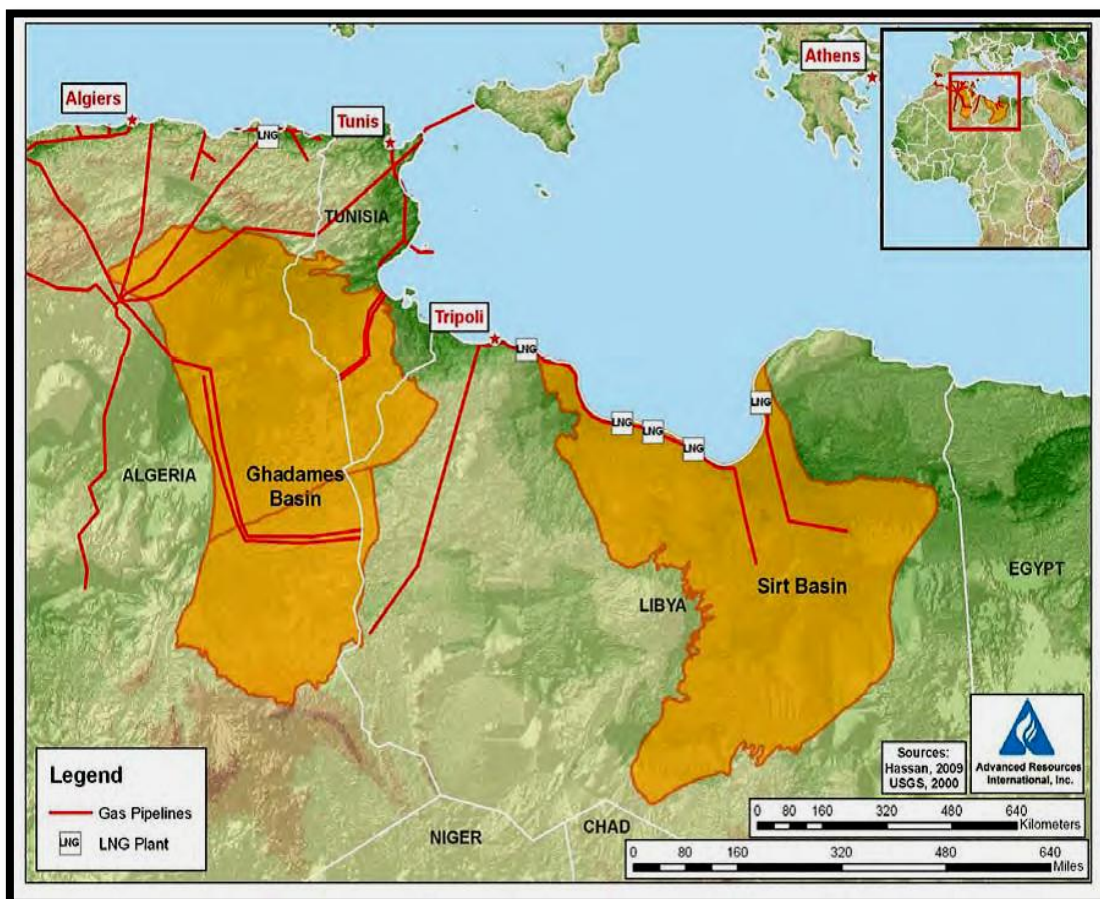 Athens
Algiers
LNG
Tunis
TUNISIA
Tripoli
LNG
LNG
LNG
LNG
LNG
ALGERIA
Ghadames
Basin
LIBYA
Sirt Basin
EGYPT
NIGER
CHAD
Legend
Gas Pipelines
LNG LNG Plant
Sources:
Hassan, 2009
USGS, 2000
Advanced Resources
International, Inc.
0 80 160 320 480 640
Kilometers
0 80 160 320 480 640
Miles